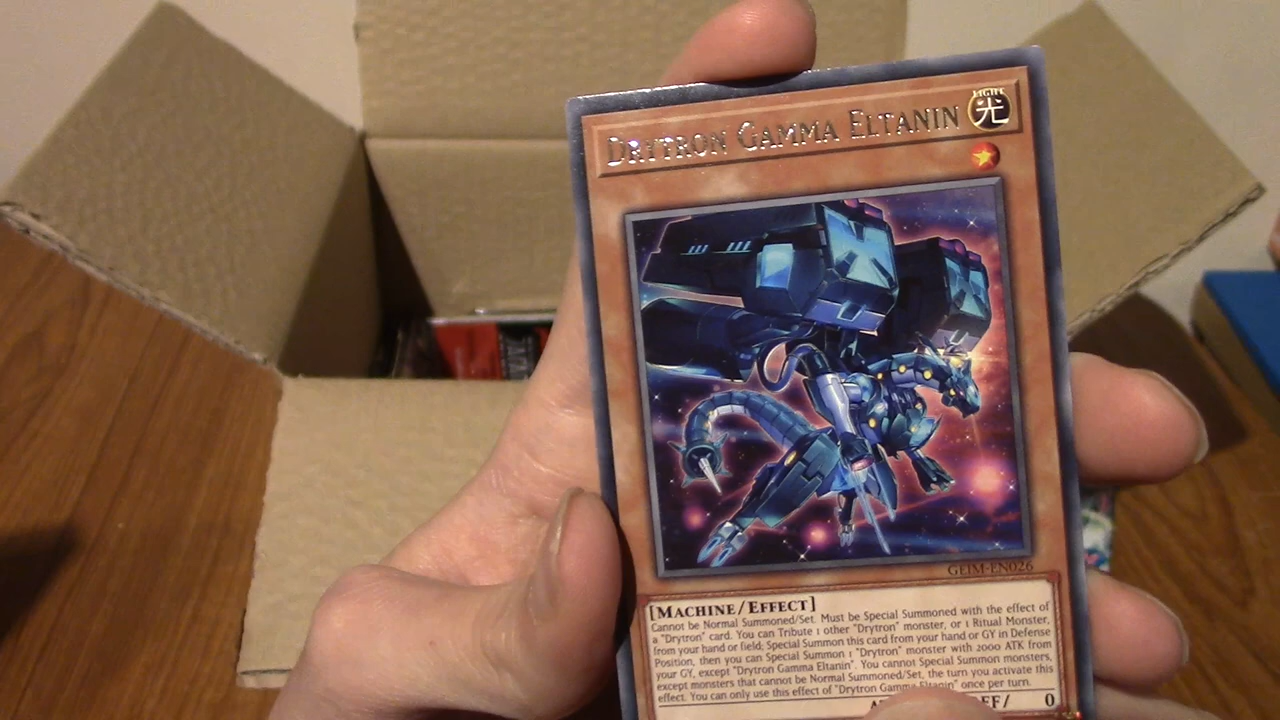 DRYTRON GAMMA ELTANIN
LIGHT
光
GEIM-EN026
[MACHINE/EFFECT]
Cannot be Normal Summoned/Set. Must be Special Summoned with the effect of
a "Drytron" card. You can Tribute 1 other "Drytron" monster, or 1 Ritual Monster,
from your hand or field; Special Summon this card from your hand or GY in Defense
Position, then you can Special Summon 1 "Drytron" monster with 2000 ATK from
your GY, except "Drytron Gamma Eltanin". You cannot Special Summon monsters,
except monsters that cannot be Normal Summoned/Set, the turn you activate this
effect. You can only use this effect of "Drytron Gamma Eltanin" once per turn.
0